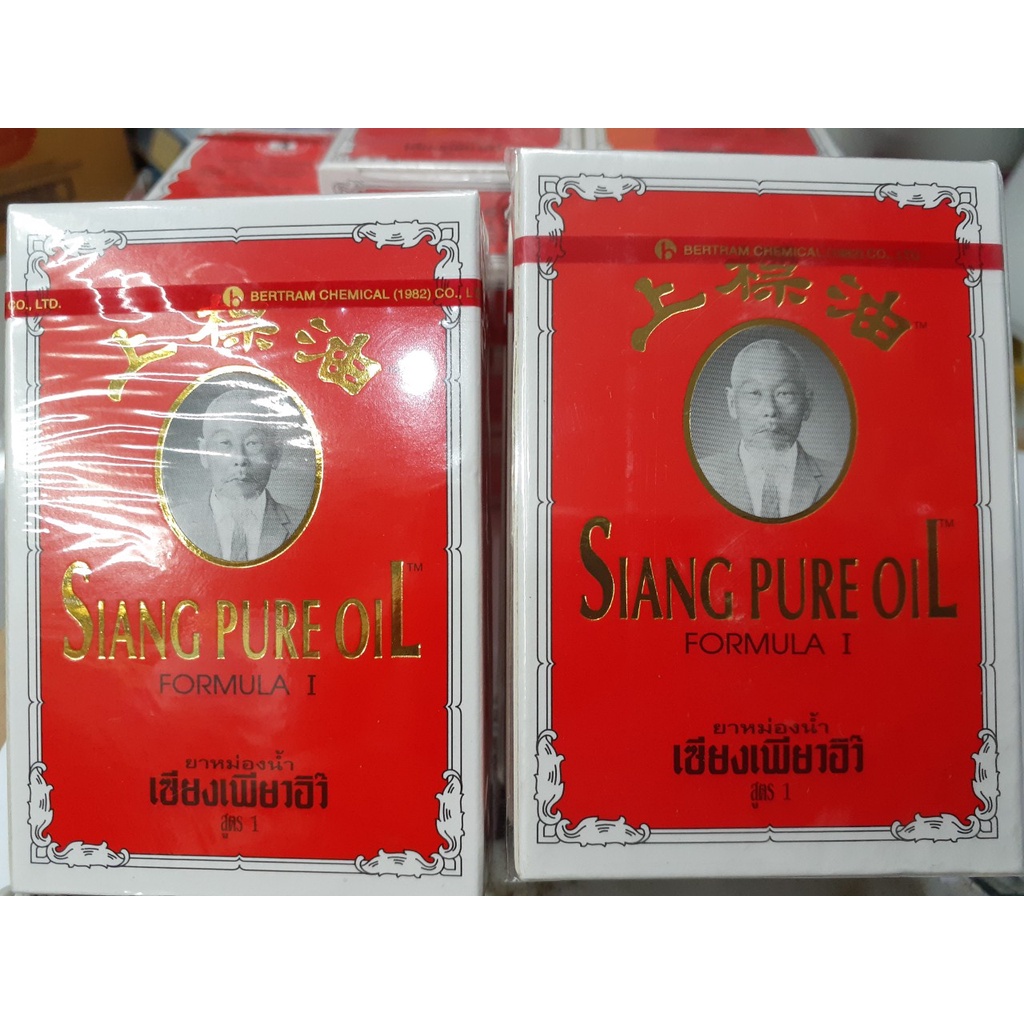 CO., LTD.
BERTRAM CHEMICAL (1982) CO., L
上標油
SIANG PURE OIL™
FORMULA I
ยาหม่องน้ำ
เซียงเพียวอิ๊ว
สูตร 1
BERTRAM CHEMICAL (1982) CO., LTD.
上標油™
SIANG PURE OIL™
FORMULA I
ยาหม่องน้ำ
เซียงเพียวอิ๊ว
สูตร 1